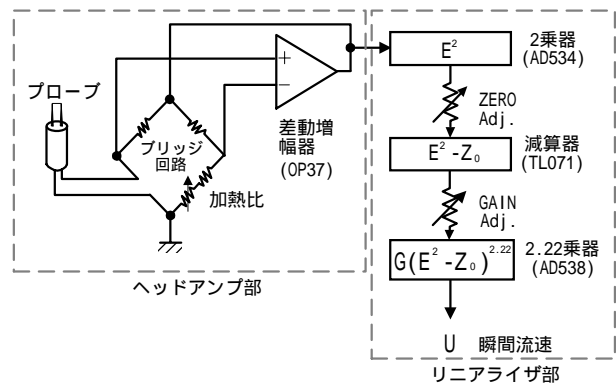 プローブ
ブリッジ
回路
加熱比
+
−
差動増
幅器
(OP37)
ヘッドアンプ部
E²
2乗器
(AD534)
ZERO
Adj.
E²-Z₀
減算器
(TL071)
GAIN
Adj.
G(E²-Z₀)^2.22
2.22乗器
(AD538)
U 瞬間流速
リニアライザ部